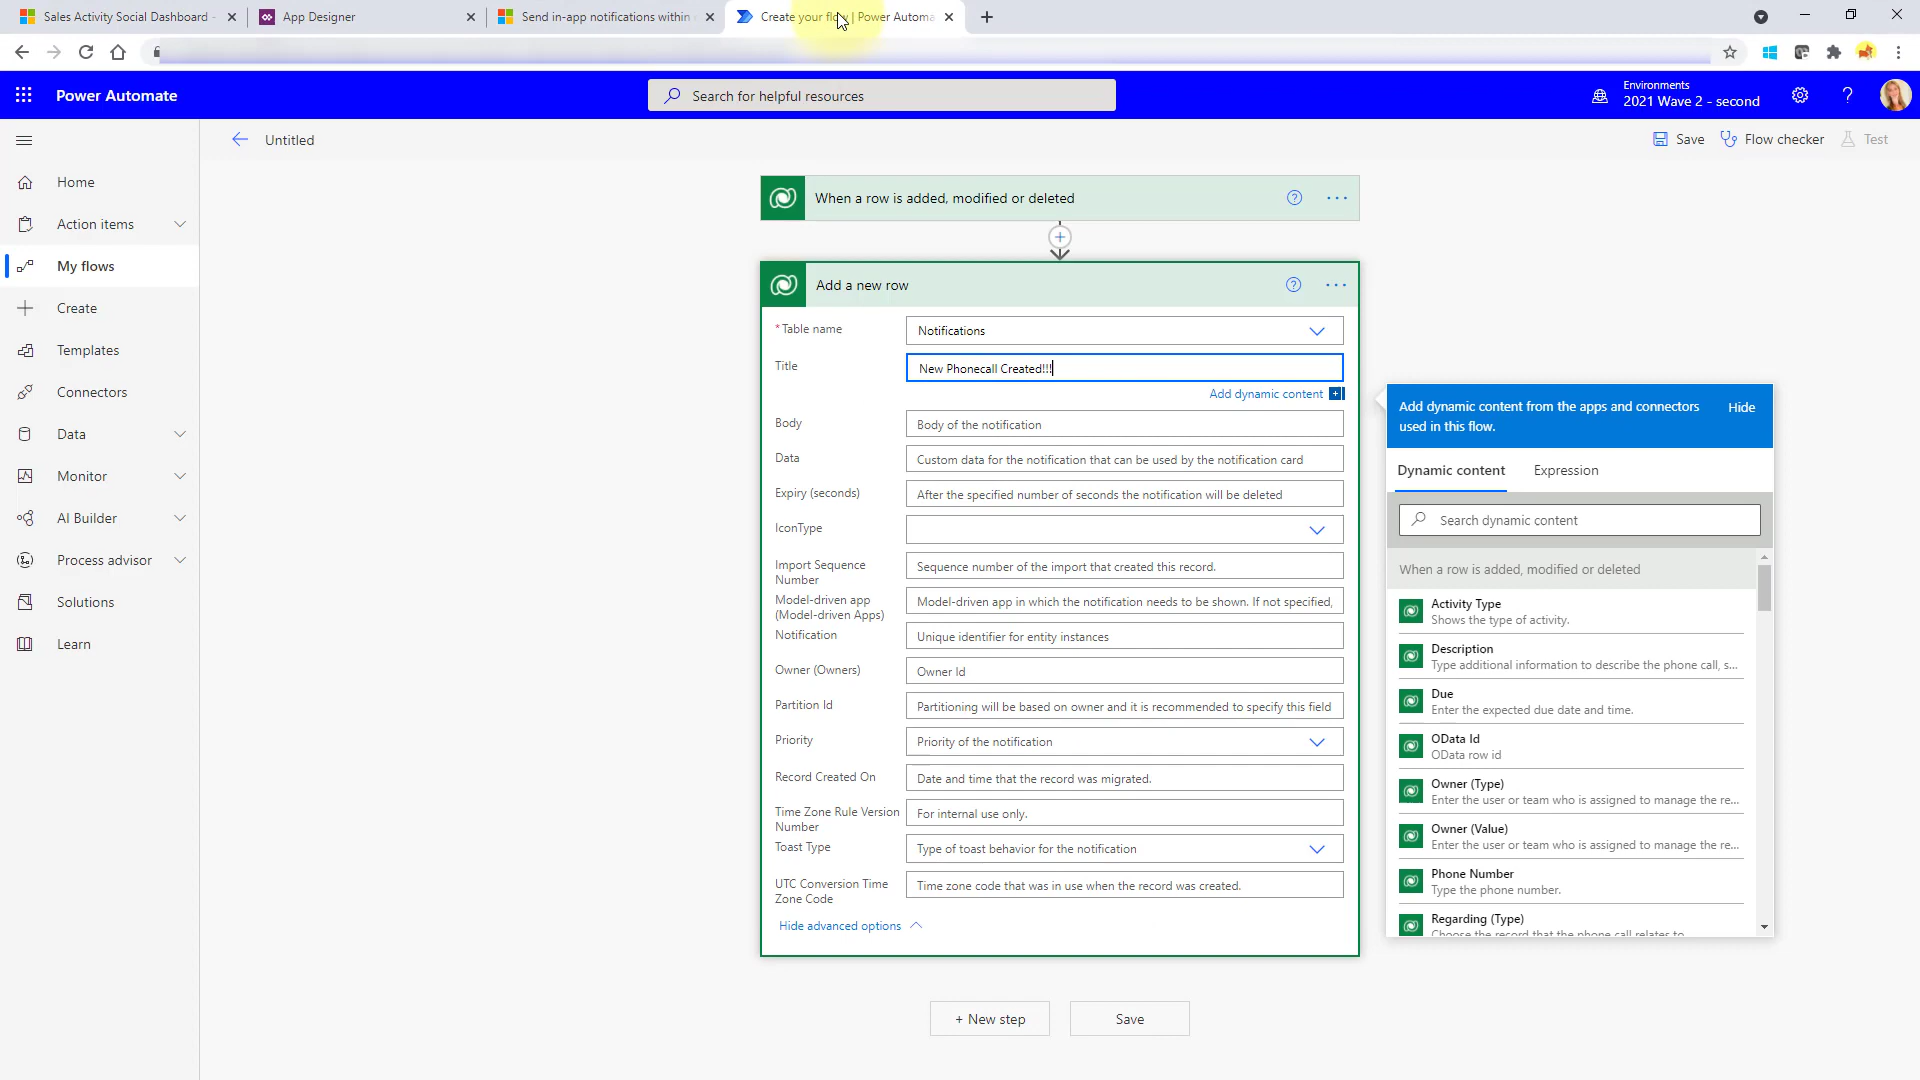 Sales Activity Social Dashboard -
App Designer
Send in-app notifications within
Create your flow | Power Automa
Power Automate
Search for helpful resources
Environments
2021 Wave 2 - second
Untitled
Save
Flow checker
Test
Home
Action items
My flows
Create
Templates
Connectors
Data
Monitor
AI Builder
Process advisor
Solutions
Learn
When a row is added, modified or deleted
Add a new row
* Table name
Notifications
Title
New Phonecall Created!!!
Add dynamic content
Body
Body of the notification
Data
Custom data for the notification that can be used by the notification card
Expiry (seconds)
After the specified number of seconds the notification will be deleted
IconType
Import Sequence
Number
Sequence number of the import that created this record.
Model-driven app
(Model-driven Apps)
Model-driven app in which the notification needs to be shown. If not specified,
Notification
Unique identifier for entity instances
Owner (Owners)
Owner Id
Partition Id
Partitioning will be based on owner and it is recommended to specify this field
Priority
Priority of the notification
Record Created On
Date and time that the record was migrated.
Time Zone Rule Version
Number
For internal use only.
Toast Type
Type of toast behavior for the notification
UTC Conversion Time
Zone Code
Time zone code that was in use when the record was created.
Hide advanced options
+ New step
Save
Add dynamic content from the apps and connectors
used in this flow.
Hide
Dynamic content
Expression
Search dynamic content
When a row is added, modified or deleted
Activity Type
Shows the type of activity.
Description
Type additional information to describe the phone call, s...
Due
Enter the expected due date and time.
OData Id
OData row id
Owner (Type)
Enter the user or team who is assigned to manage the re...
Owner (Value)
Enter the user or team who is assigned to manage the re...
Phone Number
Type the phone number.
Regarding (Type)
Choose the record that the phone call relates to